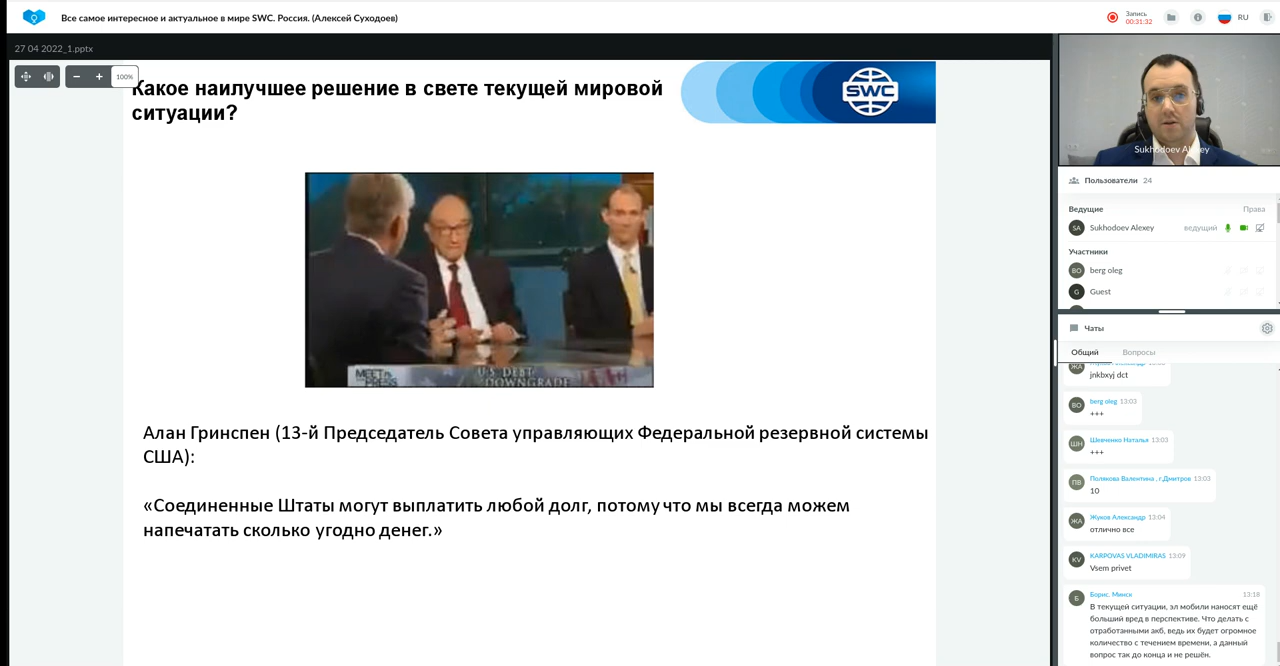 Все самое интересное и актуальное в мире SWC. Россия. (Алексей Суходоев)
Запись
00:31:32
RU
27 04 2022_1.pptx
100%
Какое наилучшее решение в свете текущей мировой
ситуации?
SWC
MEET THE
PRESS
U.S. DEBT
DOWNGRADE
Алан Гринспен (13-й Председатель Совета управляющих Федеральной резервной системы
США):
«Соединенные Штаты могут выплатить любой долг, потому что мы всегда можем
напечатать сколько угодно денег.»
Sukhodoev Alexey
Пользователи 24
Ведущие Права
SA Sukhodoev Alexey ведущий
Участники
BO berg oleg
G Guest
Чаты
Общий Вопросы
ЖА
jnkbxyj dct
BO berg oleg 13:03
+++
ШН Шевченко Наталья 13:03
+++
ПВ Полякова Валентина , г.Дмитров 13:03
10
ЖА Жуков Александр 13:04
отлично все
KV KARPOVAS VLADIMIRAS 13:09
Vsem privet
Б Борис. Минск 13:18
В текущей ситуации, эл мобили наносят ещё
больший вред в перспективе. Что делать с
отработанными акб, ведь их будет огромное
количество с течением времени, а данный
вопрос так до конца и не решён.